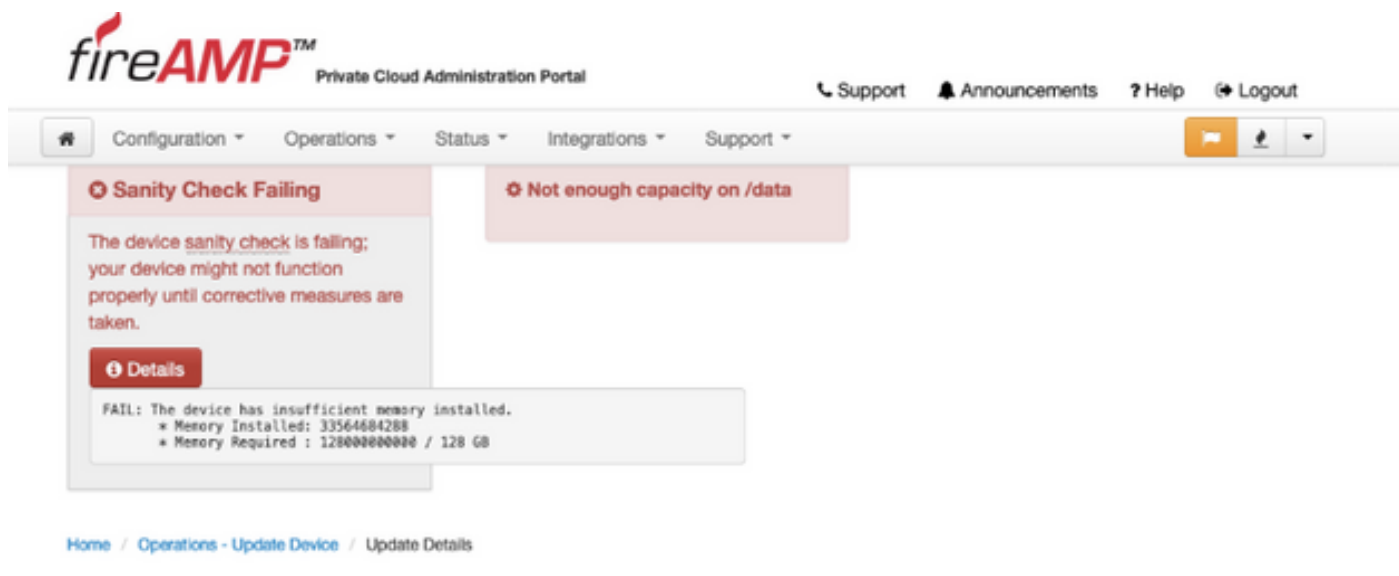 fireAMP™ Private Cloud Administration Portal
Support Announcements ? Help Logout
Configuration Operations Status Integrations Support
Sanity Check Failing
The device sanity check is failing;
your device might not function
properly until corrective measures are
taken.
Details
FAIL: The device has insufficient memory installed.
* Memory Installed: 33564684288
* Memory Required : 128000000000 / 128 GB
Not enough capacity on /data
Home / Operations - Update Device / Update Details